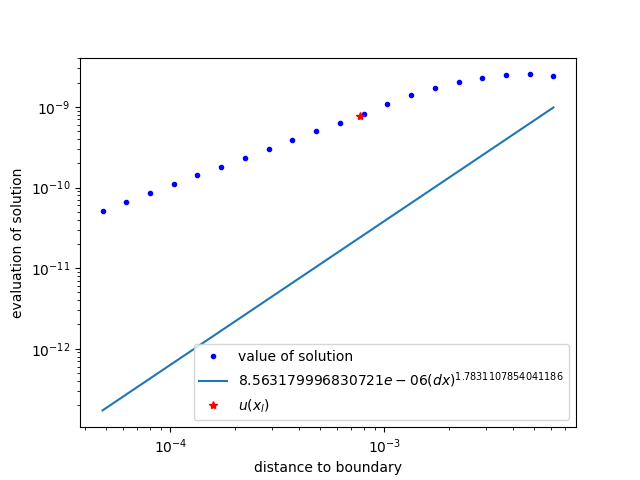 10⁻⁹
10⁻¹⁰
10⁻¹¹
10⁻¹²
evaluation of solution
value of solution
8.563179996830721e − 06(dx)^1.7831107854041186
u(x_I)
10⁻⁴
10⁻³
distance to boundary